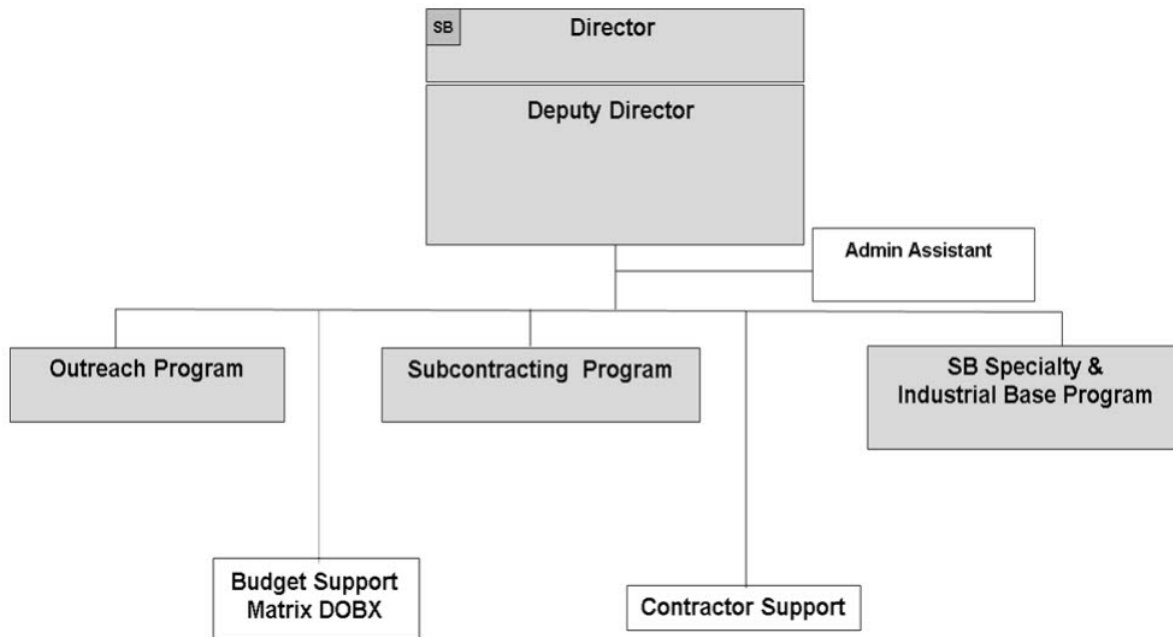 SB
Director
Deputy Director
Admin Assistant
Outreach Program
Subcontracting Program
SB Specialty &
Industrial Base Program
Budget Support
Matrix DOBX
Contractor Support